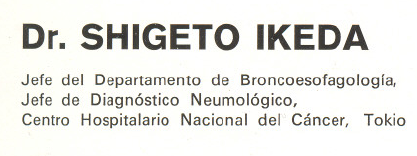 Dr. SHIGETO IKEDA
Jefe del Departamento de Broncoesofagología,
Jefe de Diagnóstico Neumológico,
Centro Hospitalario Nacional del Cáncer, Tokio